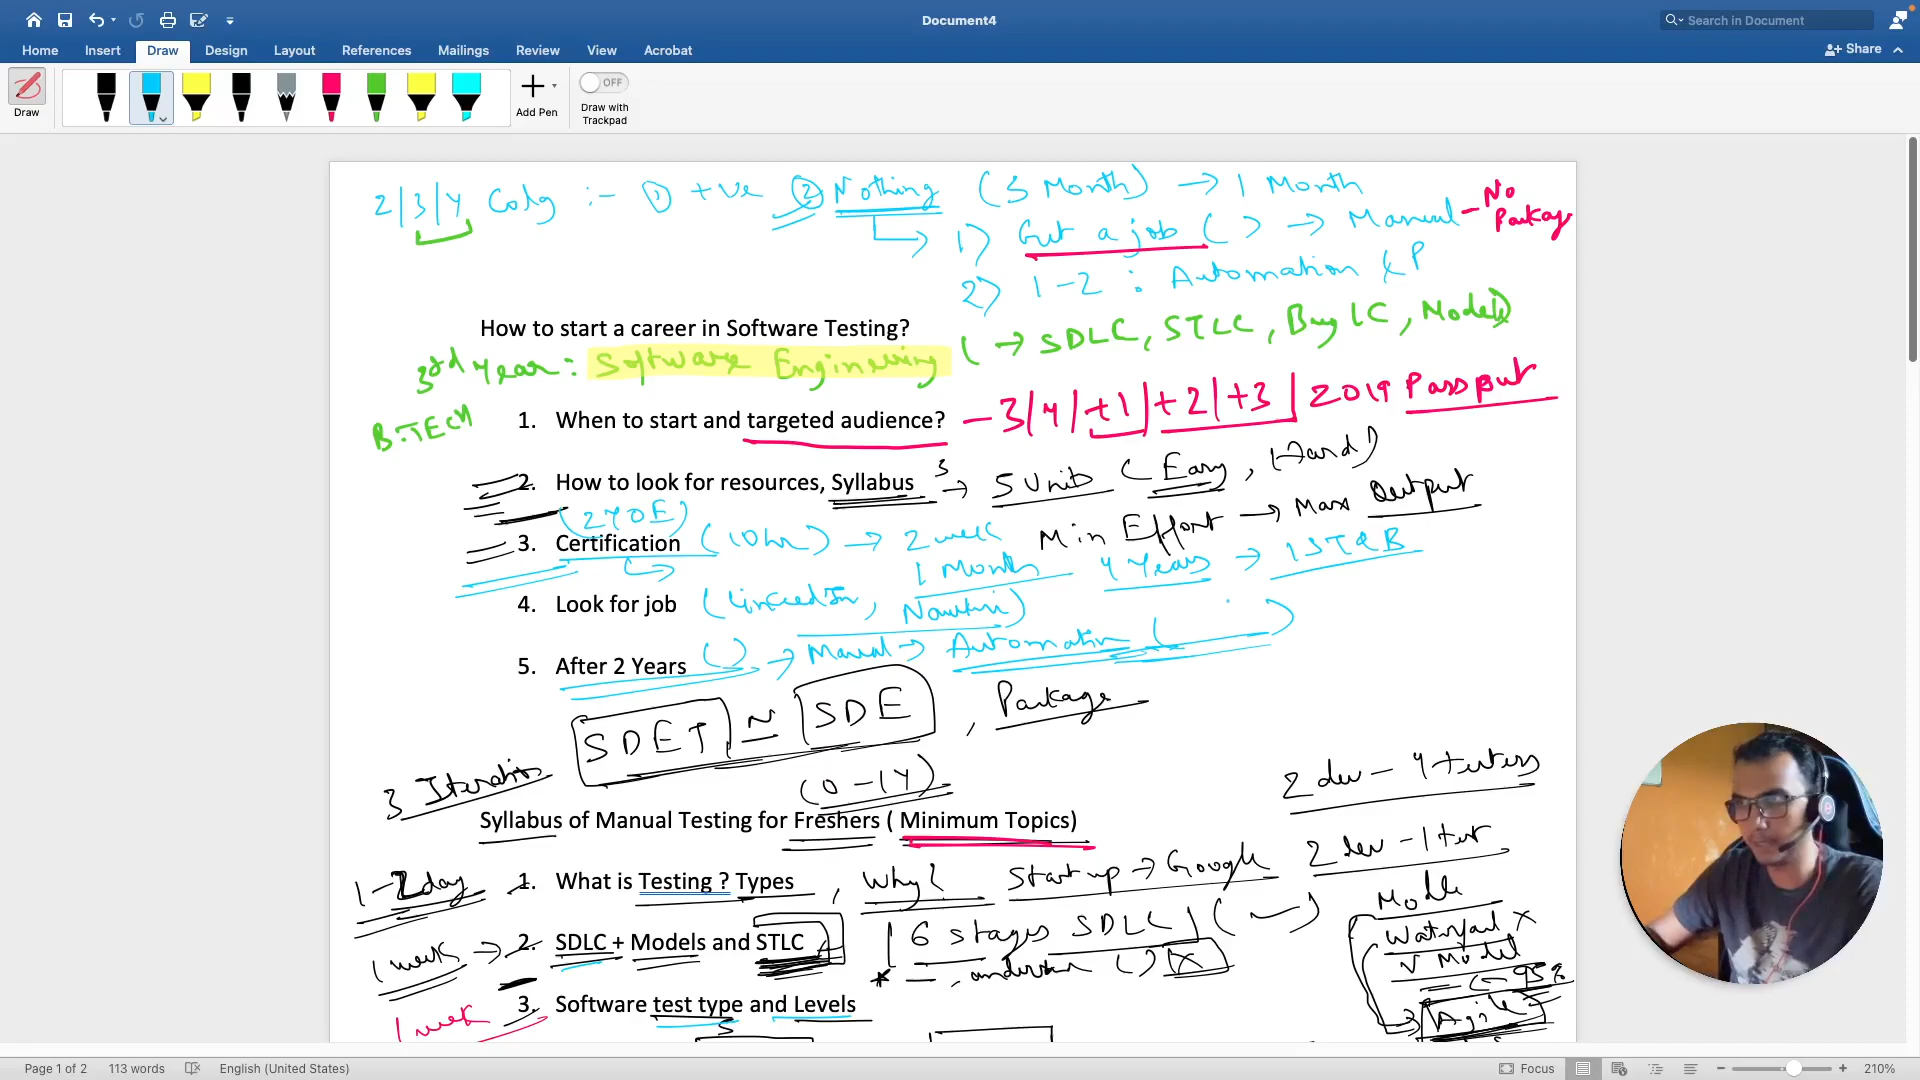 Document4
Search in Document
Home Insert Draw Design Layout References Mailings Review View Acrobat
Share
Draw
Add Pen
OFF
Draw with Trackpad
2/3/4 Colg :- ① +ve ② Nothing (3 Month) → 1 Month
1) Get a job ( ) → Manual - No Package
2) 1-2 : Automation
How to start a career in Software Testing?
3rd Year: Software Engineering ( → SDLC, STLC, Bug LC, Models)
B.TECH
1. When to start and targeted audience? - 3/4/+1/+2/+3 | 2019 Passout
2. How to look for resources, Syllabus → 5 Units (Easy, Hard)
Min Effort → Max Output
3. Certification (10hr) → 2 week
1 Month 4 Years → ISTQB
4. Look for job (LinkedIn, Naukri)
5. After 2 Years ( ) → Manual → Automation (
SDET ~ SDE , Package
3 Iteration (0-1Y)
2 dev - 4 testers
Syllabus of Manual Testing for Freshers ( Minimum Topics)
2 dev - 1 test
1-2 day 1. What is Testing ? Types , Why? Start up → Google
Model
1 week → 2. SDLC + Models and STLC 6 stages SDLC
Waterfall X
V Model
95%
Agile
1 week 3. Software test type and Levels
Page 1 of 2 113 words English (United States) Focus 210%